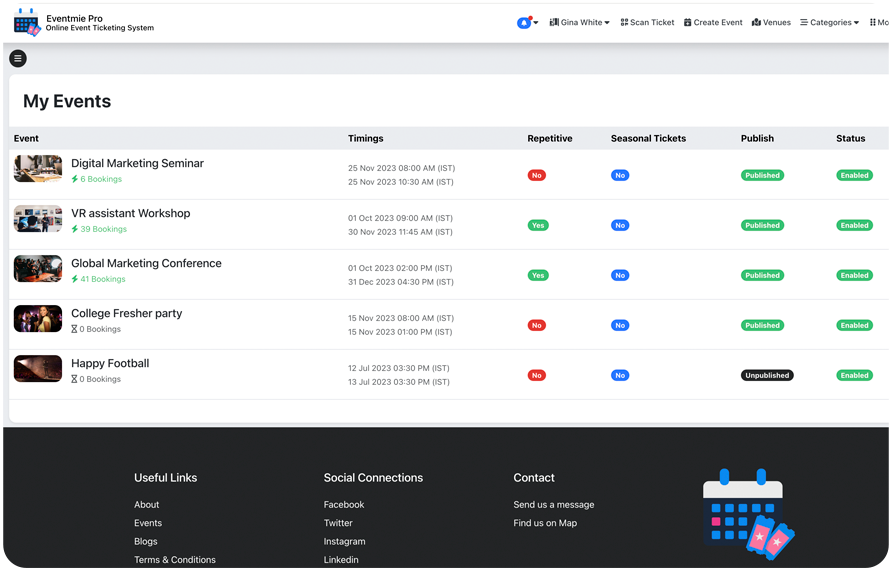 Eventmie Pro
Online Event Ticketing System
Gina White
Scan Ticket
Create Event
Venues
Categories
Mo
My Events
Event Timings Repetitive Seasonal Tickets Publish Status
Digital Marketing Seminar
6 Bookings
25 Nov 2023 08:00 AM (IST)
25 Nov 2023 10:30 AM (IST)
No No Published Enabled
VR assistant Workshop
39 Bookings
01 Oct 2023 09:00 AM (IST)
30 Nov 2023 11:45 AM (IST)
Yes No Published Enabled
Global Marketing Conference
41 Bookings
01 Oct 2023 02:00 PM (IST)
31 Dec 2023 04:30 PM (IST)
Yes No Published Enabled
College Fresher party
0 Bookings
15 Nov 2023 08:00 AM (IST)
15 Nov 2023 01:00 PM (IST)
No No Published Enabled
Happy Football
0 Bookings
12 Jul 2023 03:30 PM (IST)
13 Jul 2023 03:30 PM (IST)
No No Unpublished Enabled
Useful Links
About
Events
Blogs
Terms & Conditions
Social Connections
Facebook
Twitter
Instagram
Linkedin
Contact
Send us a message
Find us on Map